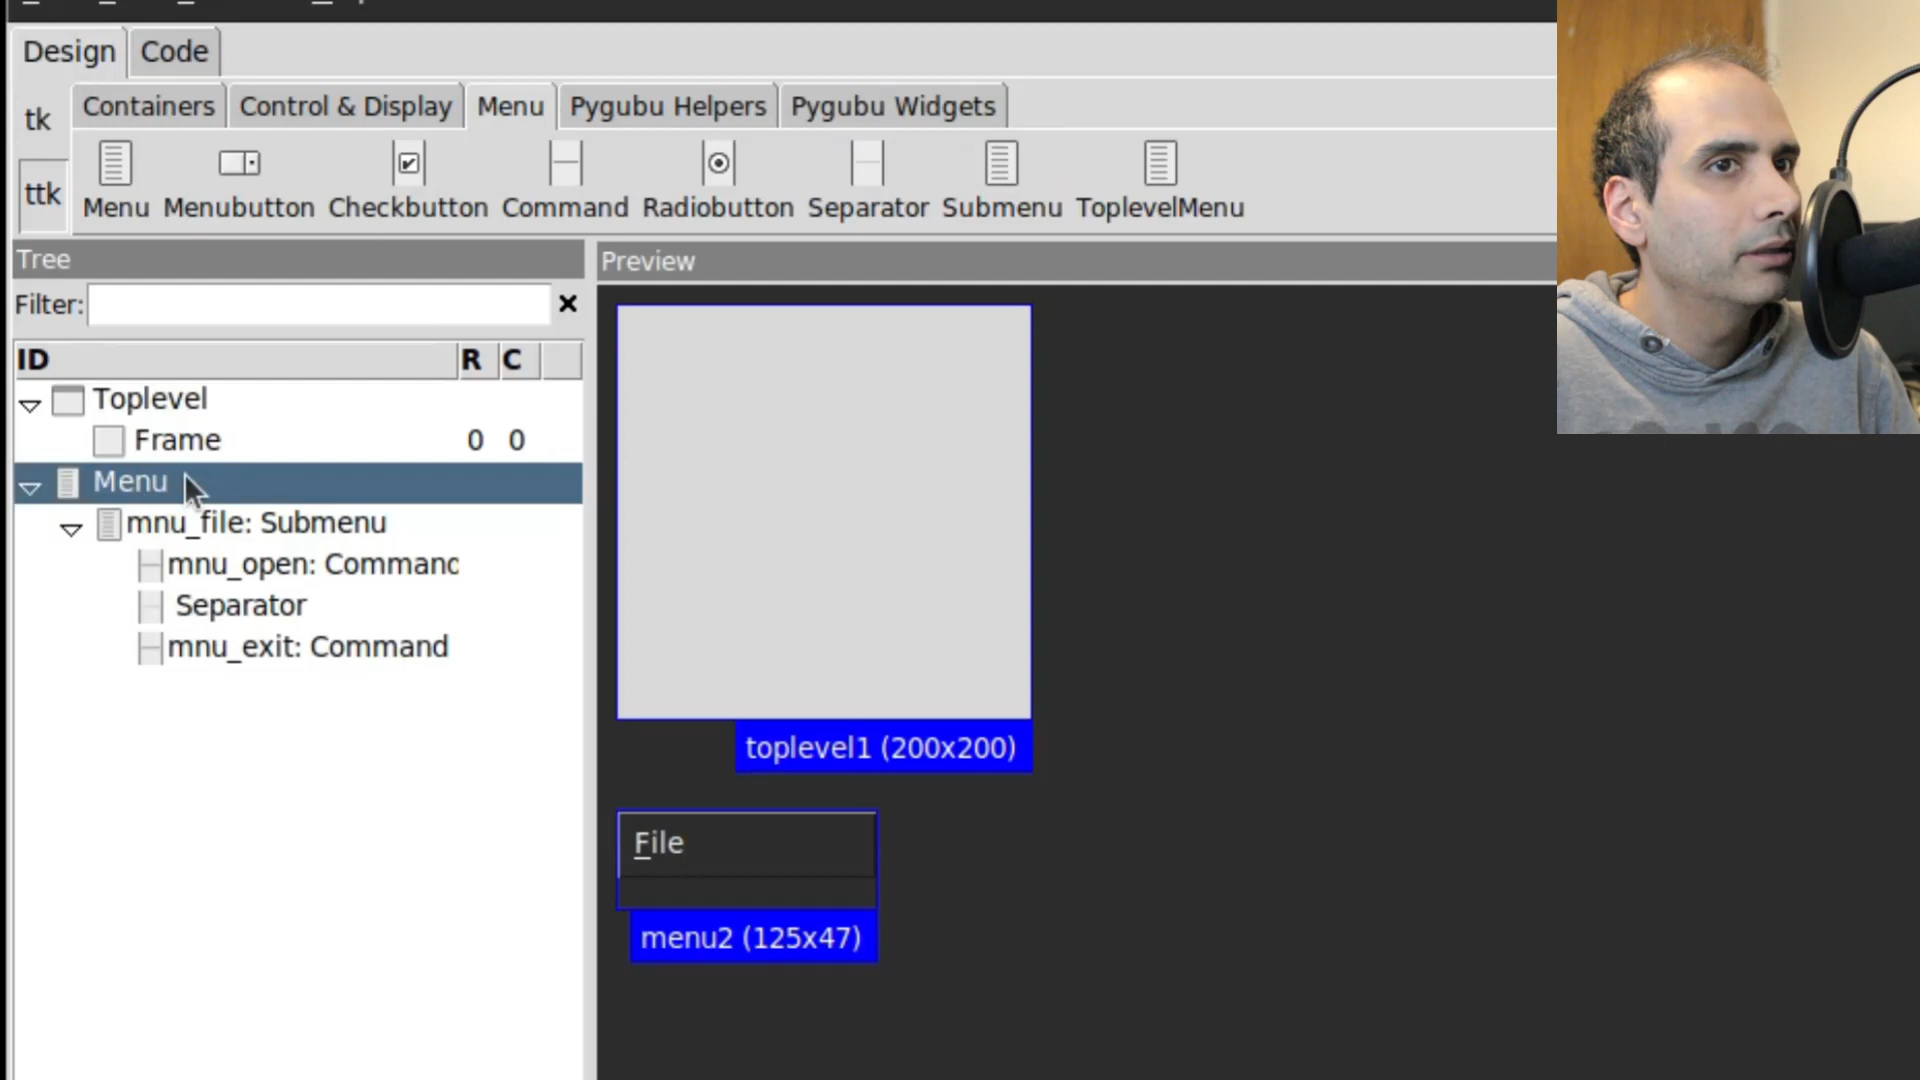 Design Code
tk
ttk
Containers Control & Display Menu Pygubu Helpers Pygubu Widgets
Menu Menubutton Checkbutton Command Radiobutton Separator Submenu ToplevelMenu
Tree
Filter:
ID R C
Toplevel
Frame 0 0
Menu
mnu_file: Submenu
mnu_open: Command
Separator
mnu_exit: Command
Preview
toplevel1 (200x200)
File
menu2 (125x47)